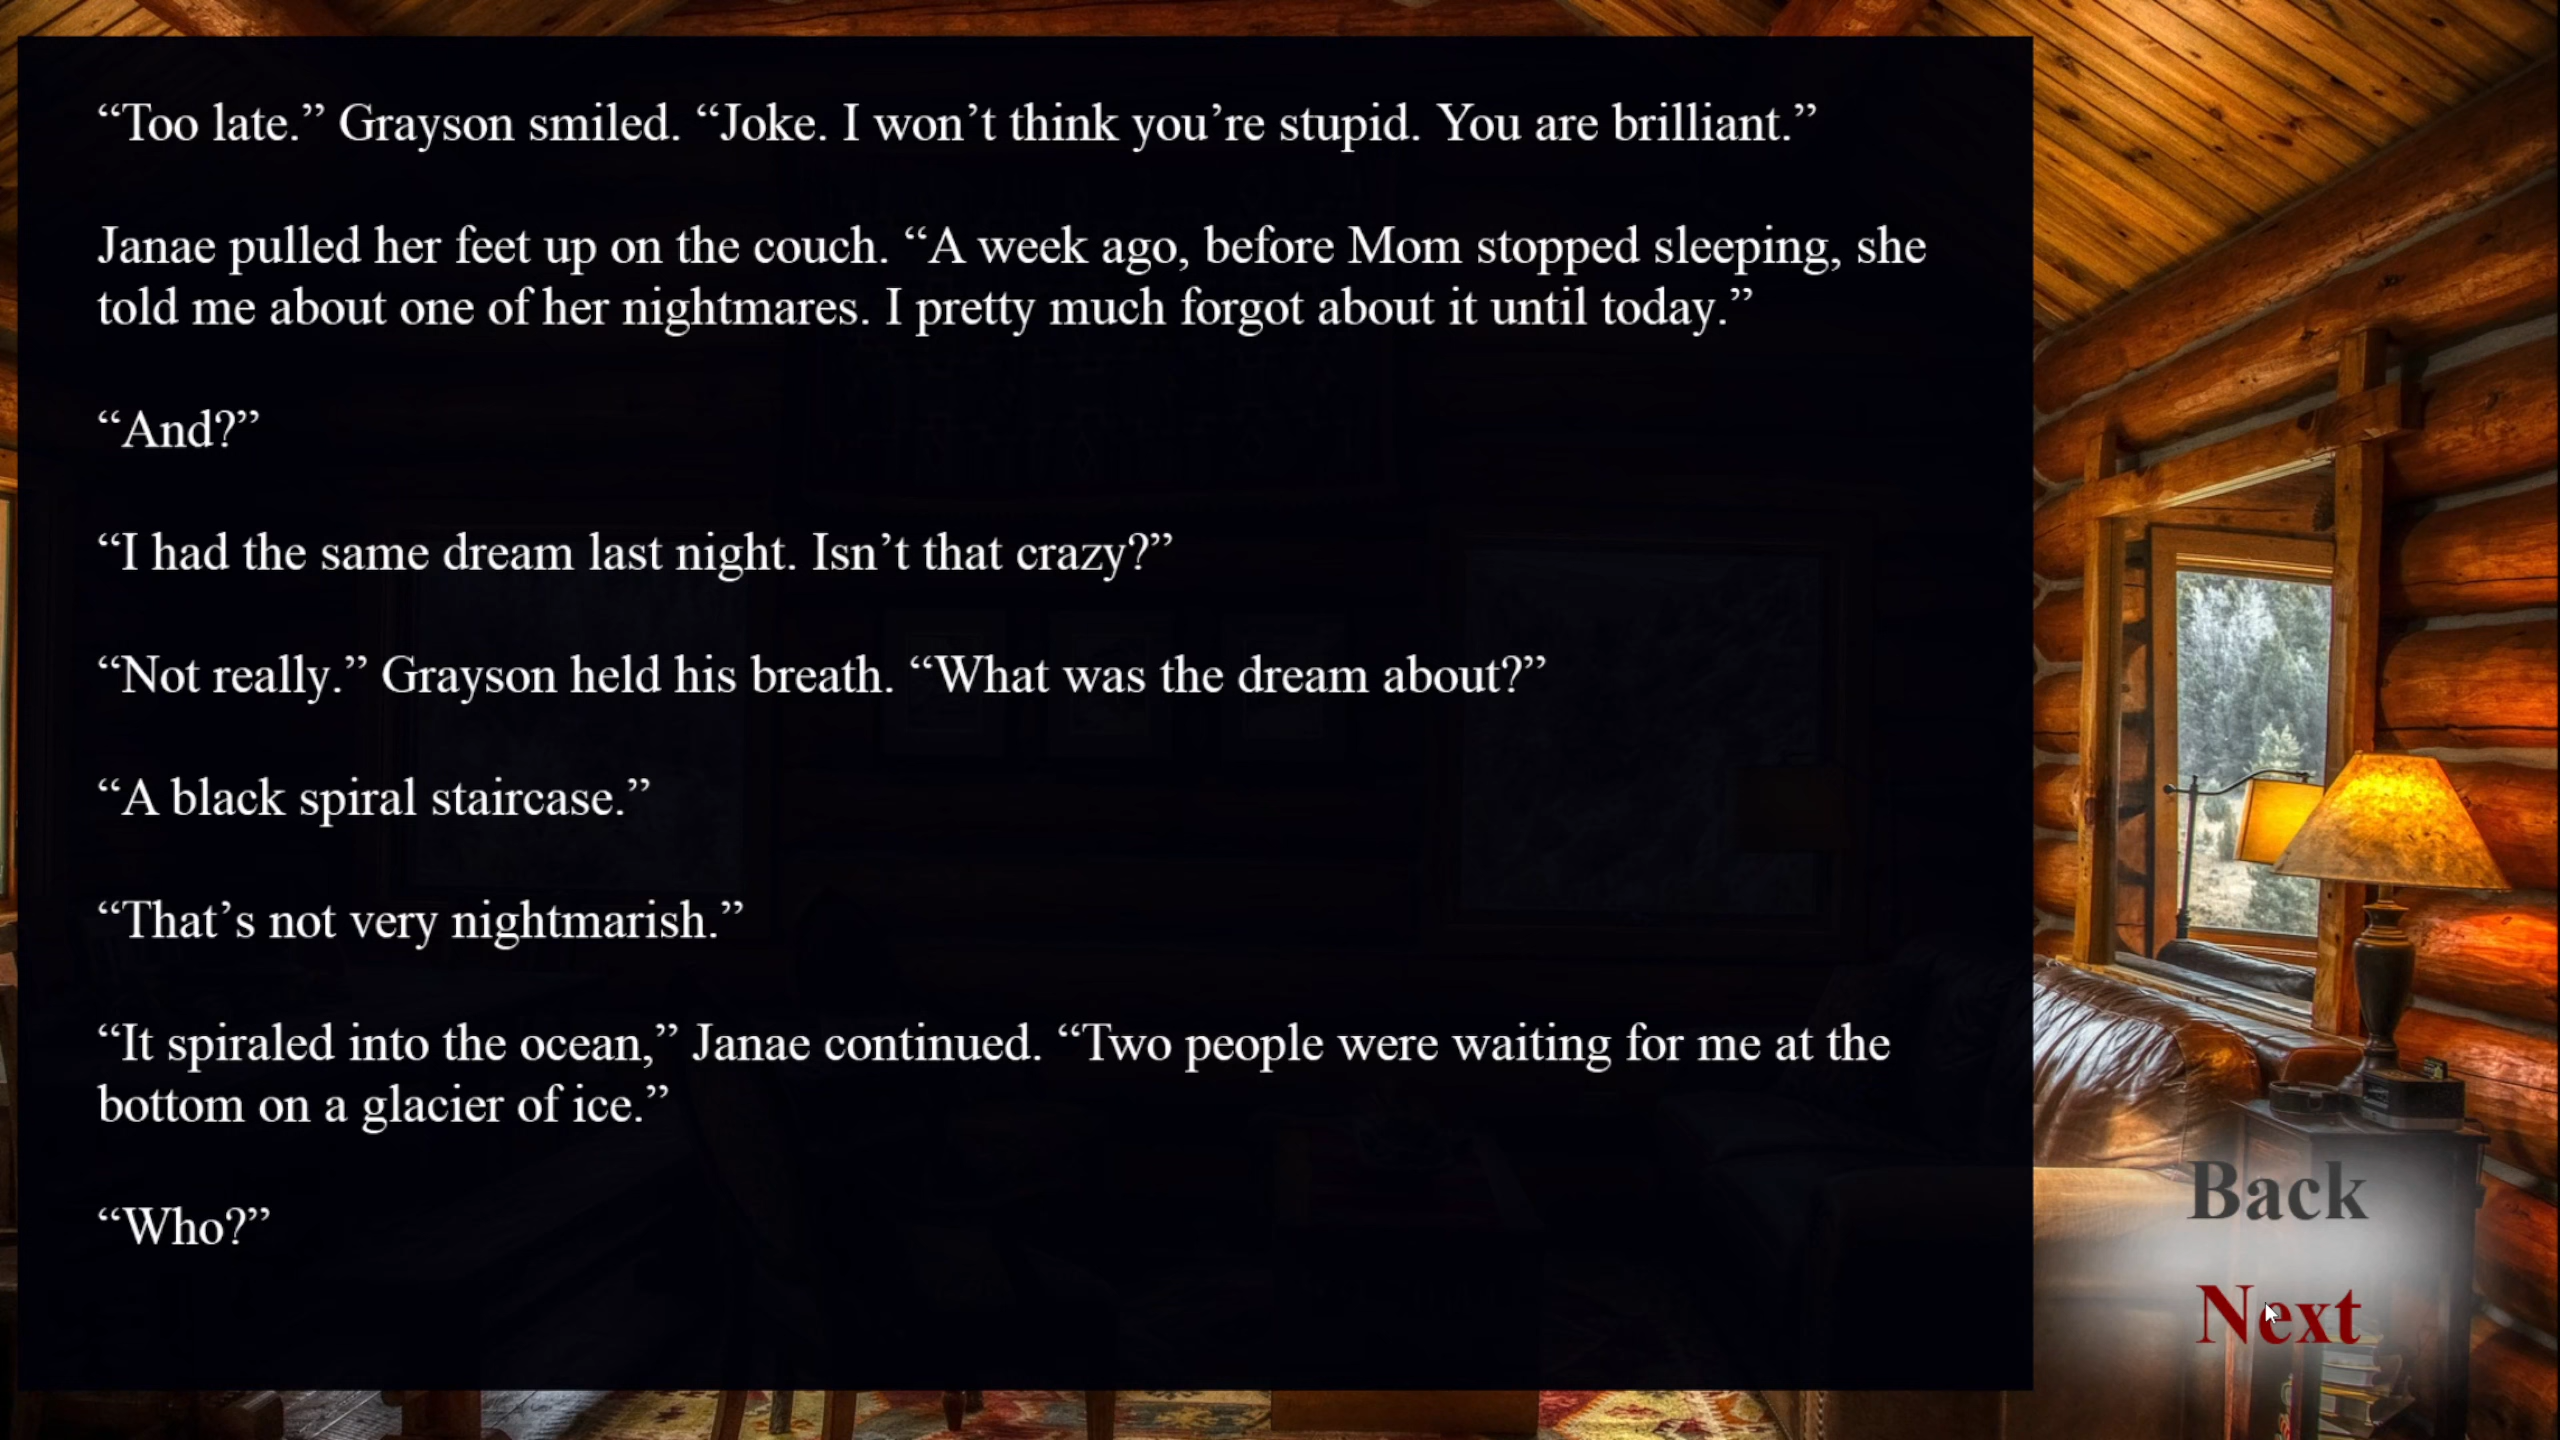 “Too late.” Grayson smiled. “Joke. I won’t think you’re stupid. You are brilliant.”
Janae pulled her feet up on the couch. “A week ago, before Mom stopped sleeping, she
told me about one of her nightmares. I pretty much forgot about it until today.”
“And?”
“I had the same dream last night. Isn’t that crazy?”
“Not really.” Grayson held his breath. “What was the dream about?”
“A black spiral staircase.”
“That’s not very nightmarish.”
“It spiraled into the ocean,” Janae continued. “Two people were waiting for me at the
bottom on a glacier of ice.”
“Who?”
Back
Next